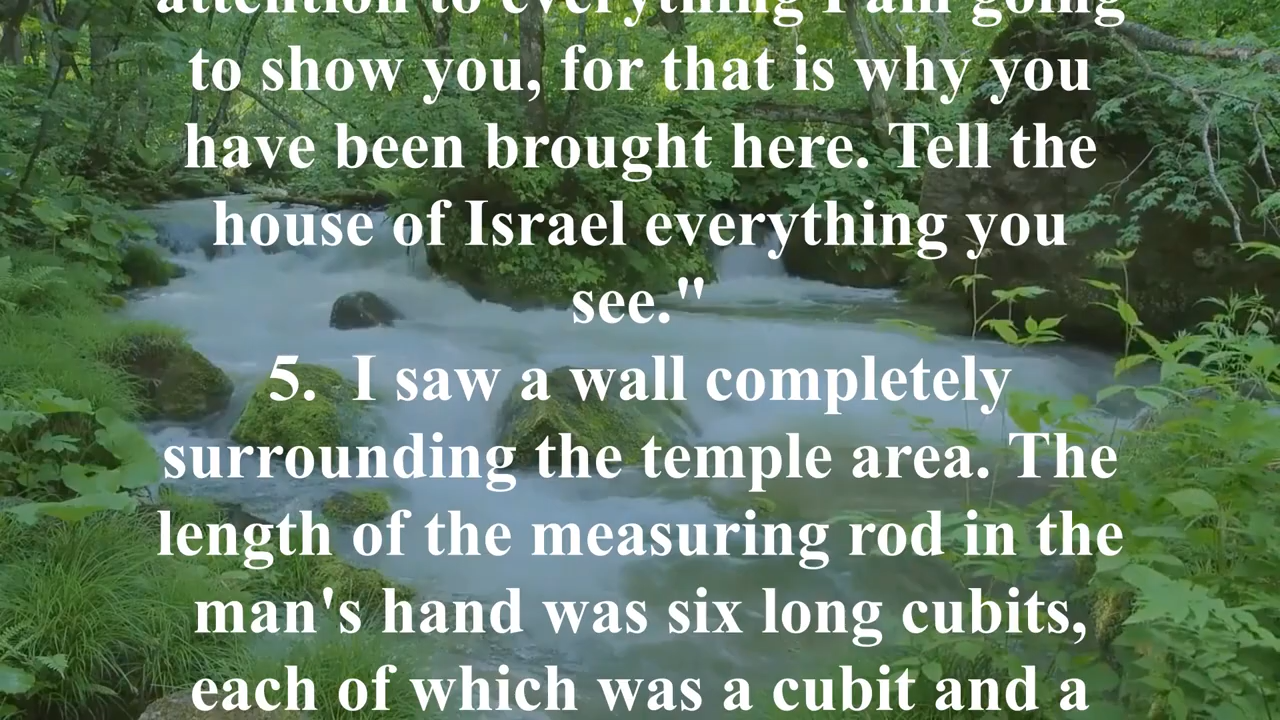 attention to everything I am going
to show you, for that is why you
have been brought here. Tell the
house of Israel everything you
see."
5.  I saw a wall completely
surrounding the temple area. The
length of the measuring rod in the
man's hand was six long cubits,
each of which was a cubit and a